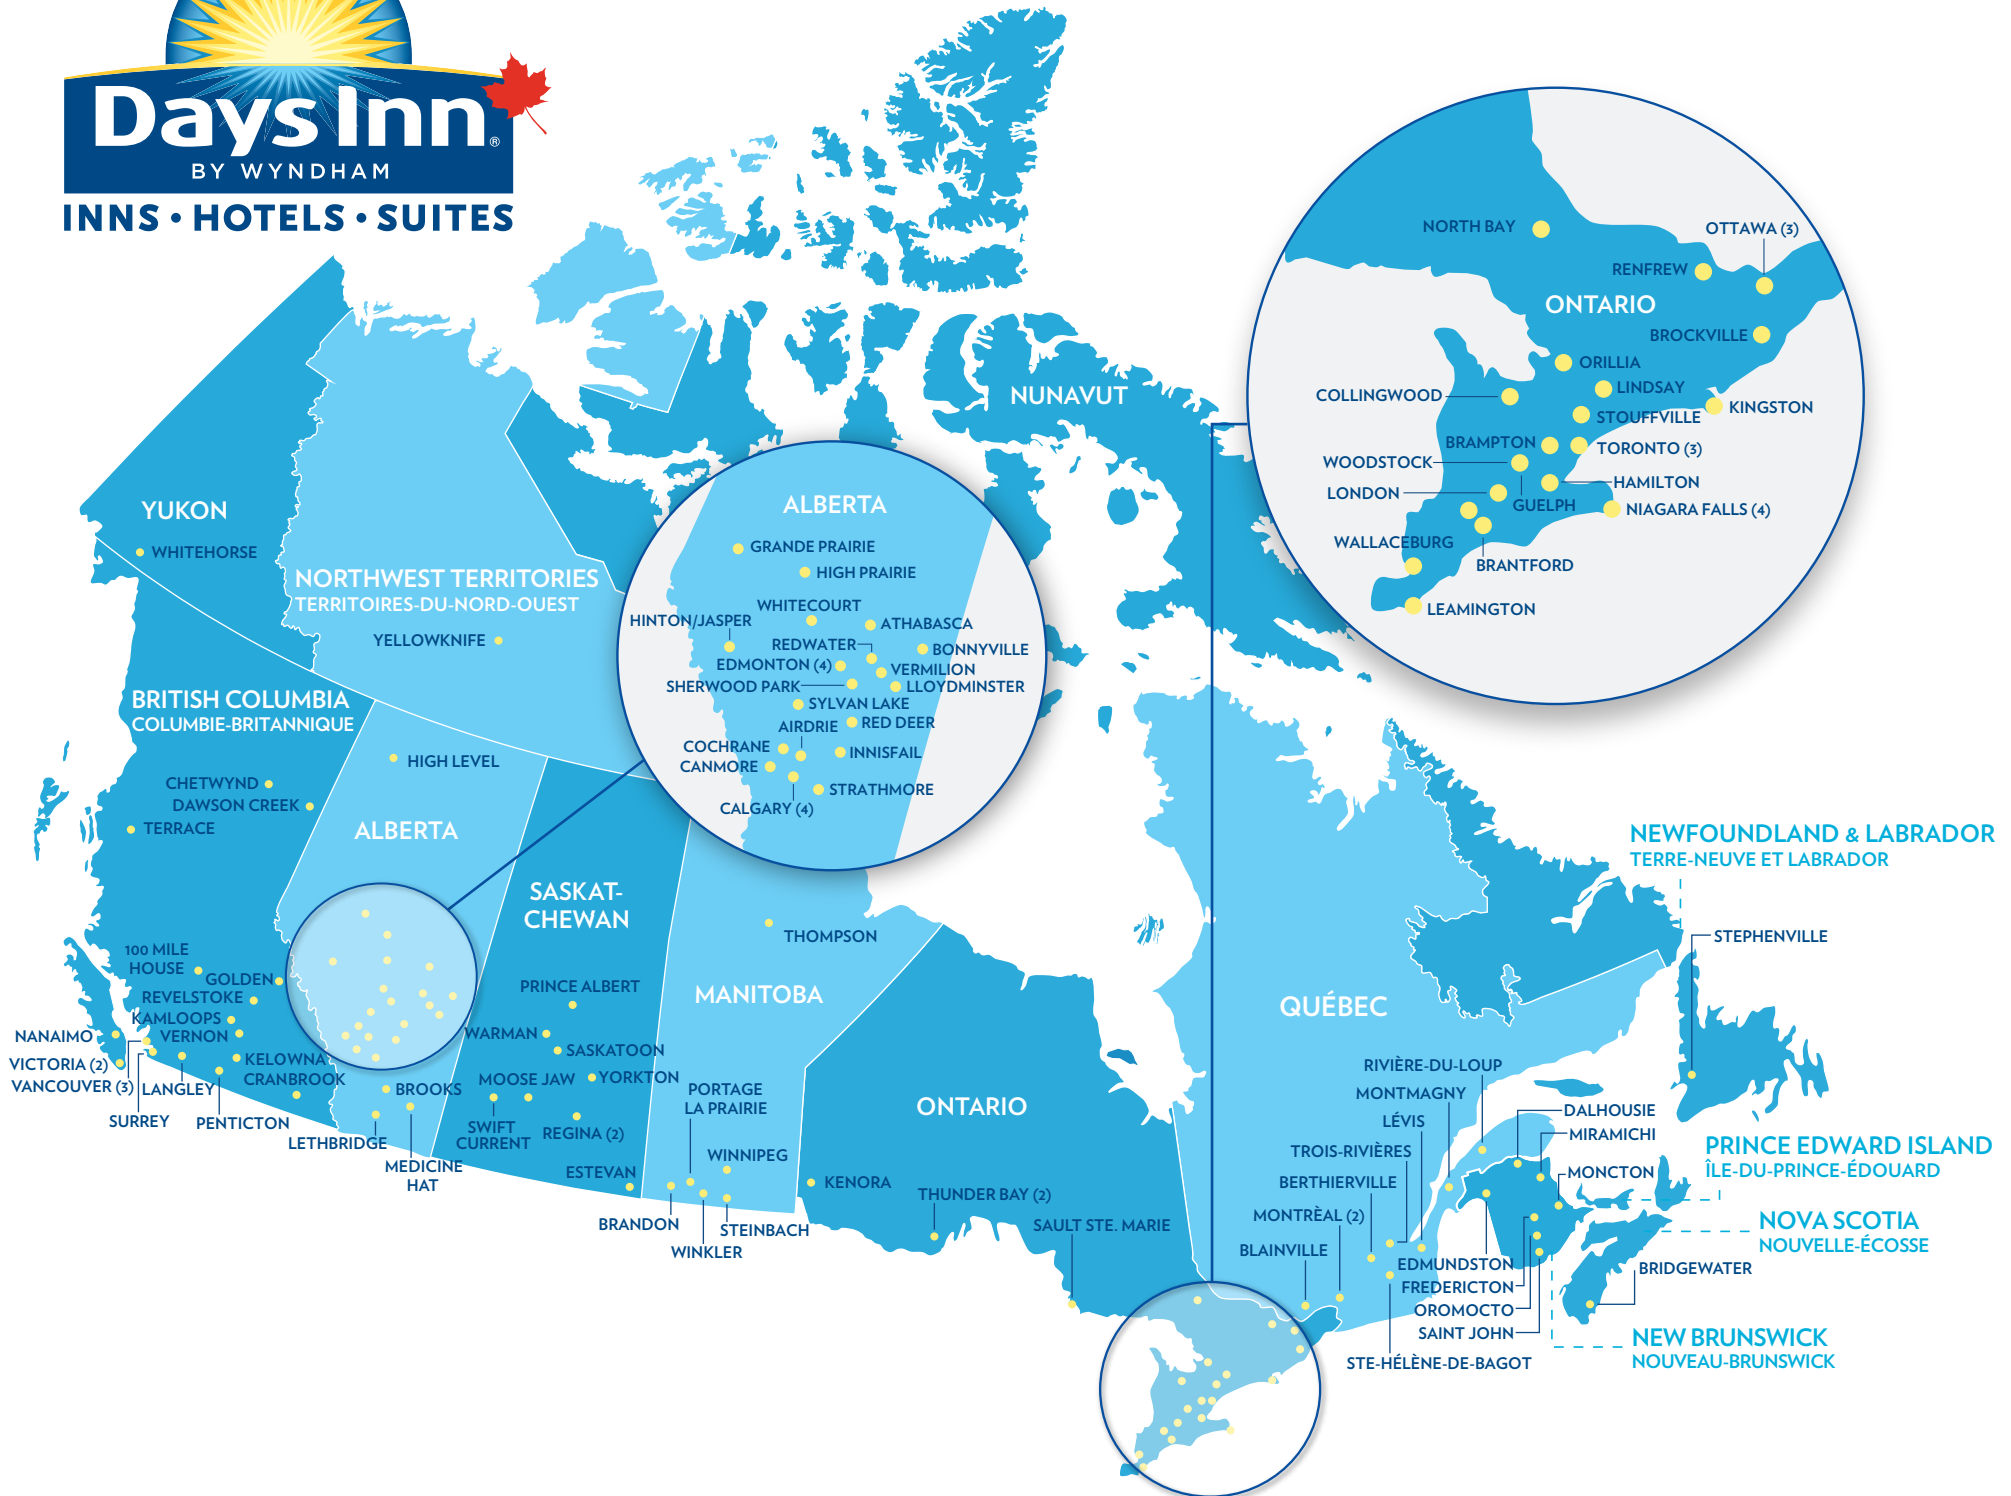 Days Inn®
BY WYNDHAM
INNS • HOTELS • SUITES
YUKON
WHITEHORSE
NORTHWEST TERRITORIES
TERRITOIRES-DU-NORD-OUEST
YELLOWKNIFE
NUNAVUT
BRITISH COLUMBIA
COLUMBIE-BRITANNIQUE
CHETWYND
DAWSON CREEK
TERRACE
100 MILE
HOUSE
GOLDEN
REVELSTOKE
KAMLOOPS
NANAIMO
VERNON
VICTORIA (2)
KELOWNA
VANCOUVER (3)
LANGLEY
CRANBROOK
SURREY
PENTICTON
HIGH LEVEL
ALBERTA
BROOKS
LETHBRIDGE
MEDICINE
HAT
ALBERTA
GRANDE PRAIRIE
HIGH PRAIRIE
WHITECOURT
HINTON/JASPER
ATHABASCA
REDWATER
BONNYVILLE
EDMONTON (4)
VERMILION
SHERWOOD PARK
LLOYDMINSTER
SYLVAN LAKE
RED DEER
AIRDRIE
COCHRANE
INNISFAIL
CANMORE
STRATHMORE
CALGARY (4)
SASKAT-
CHEWAN
PRINCE ALBERT
WARMAN
SASKATOON
MOOSE JAW
YORKTON
SWIFT
CURRENT
REGINA (2)
ESTEVAN
THOMPSON
MANITOBA
PORTAGE
LA PRAIRIE
WINNIPEG
BRANDON
STEINBACH
WINKLER
ONTARIO
KENORA
THUNDER BAY (2)
SAULT STE. MARIE
NORTH BAY
OTTAWA (3)
RENFREW
ONTARIO
BROCKVILLE
ORILLIA
LINDSAY
COLLINGWOOD
KINGSTON
STOUFFVILLE
BRAMPTON
TORONTO (3)
WOODSTOCK
HAMILTON
LONDON
GUELPH
NIAGARA FALLS (4)
WALLACEBURG
BRANTFORD
LEAMINGTON
QUÉBEC
RIVIÈRE-DU-LOUP
MONTMAGNY
LÉVIS
TROIS-RIVIÈRES
BERTHIERVILLE
MONTRÈAL (2)
BLAINVILLE
STE-HÉLÈNE-DE-BAGOT
NEWFOUNDLAND & LABRADOR
TERRE-NEUVE ET LABRADOR
STEPHENVILLE
DALHOUSIE
MIRAMICHI
MONCTON
EDMUNDSTON
FREDERICTON
OROMOCTO
SAINT JOHN
PRINCE EDWARD ISLAND
ÎLE-DU-PRINCE-ÉDOUARD
NOVA SCOTIA
NOUVELLE-ÉCOSSE
BRIDGEWATER
NEW BRUNSWICK
NOUVEAU-BRUNSWICK